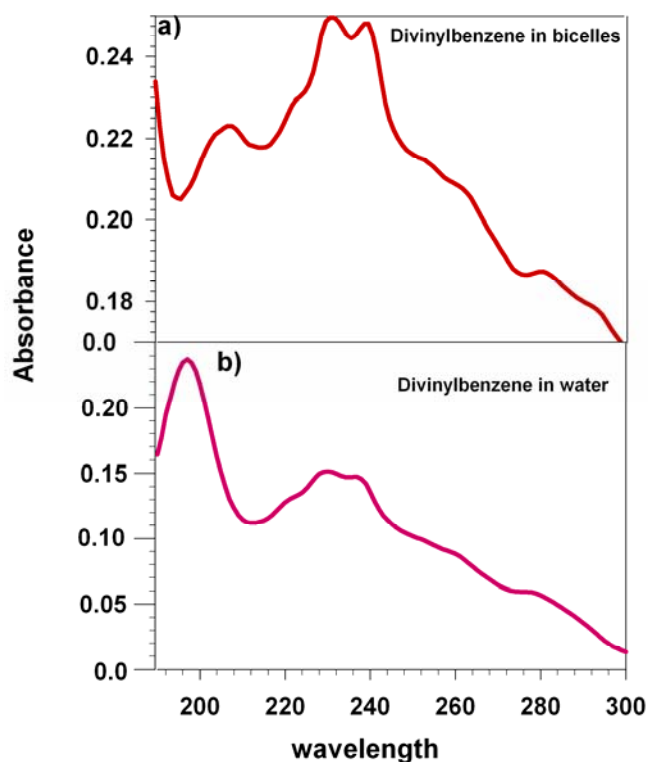 a)
Divinylbenzene in bicelles
0.24
0.22
0.20
0.18
0.0
Absorbance
b)
Divinylbenzene in water
0.20
0.15
0.10
0.05
0.0
200 220 240 260 280 300
wavelength